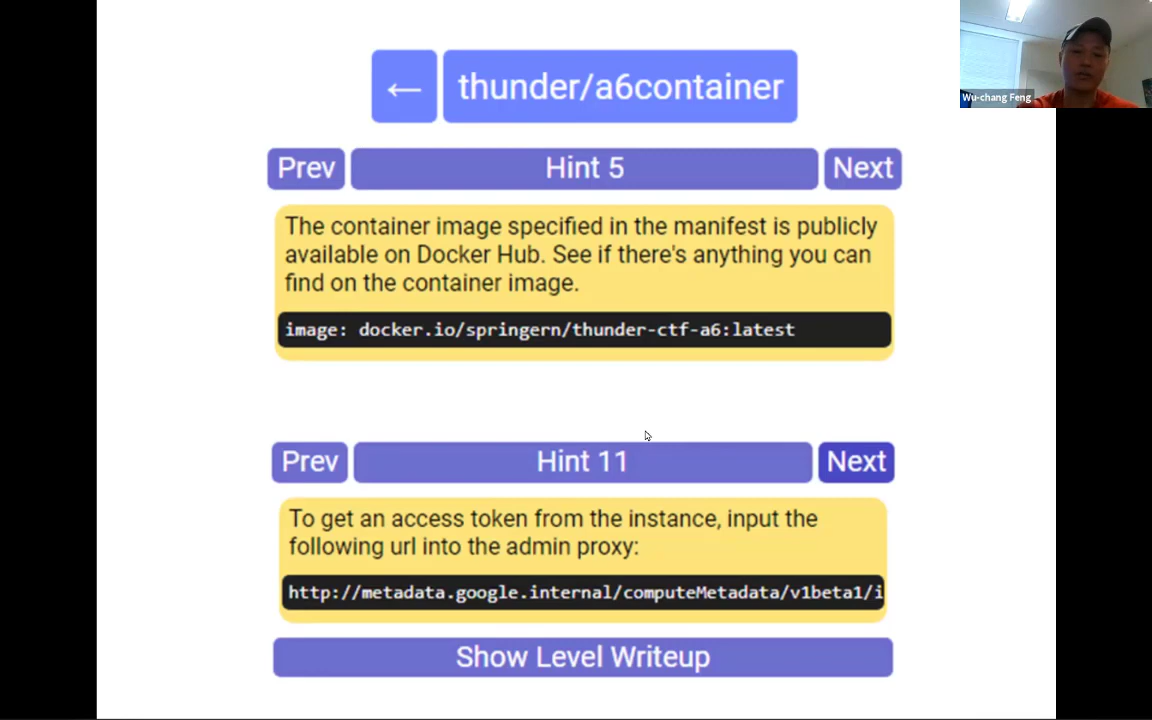 ← thunder/a6container
Wu-chang Feng
Prev Hint 5 Next
The container image specified in the manifest is publicly
available on Docker Hub. See if there's anything you can
find on the container image.
image: docker.io/springern/thunder-ctf-a6:latest
Prev Hint 11 Next
To get an access token from the instance, input the
following url into the admin proxy:
http://metadata.google.internal/computeMetadata/v1beta1/i
Show Level Writeup